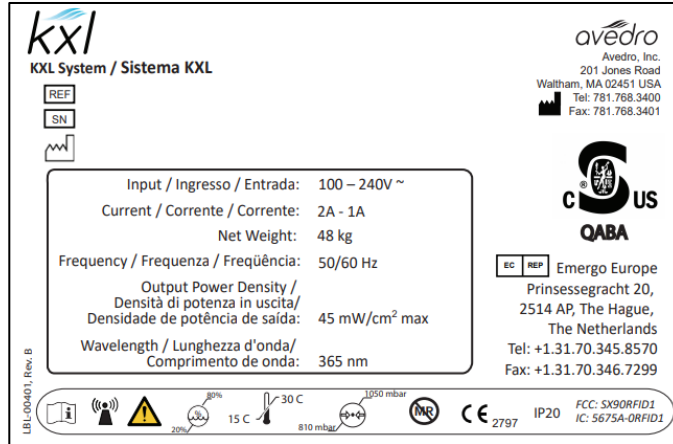 kxl
KXL System / Sistema KXL
REF
SN
avedro
Avedro, Inc.
201 Jones Road
Waltham, MA 02451 USA
Tel: 781.768.3400
Fax: 781.768.3401
Input / Ingresso / Entrada: 100 – 240V ~
Current / Corrente / Corrente: 2A - 1A
Net Weight: 48 kg
Frequency / Frequenza / Freqüência: 50/60 Hz
Output Power Density /
Densità di potenza in uscita/
Densidade de potência de saída: 45 mW/cm² max
Wavelength / Lunghezza d'onda/
Comprimento de onda: 365 nm
C S ® US
QABA
EC REP Emergo Europe
Prinsessegracht 20,
2514 AP, The Hague,
The Netherlands
Tel: +1.31.70.345.8570
Fax: +1.31.70.346.7299
LBL-00401, Rev. B
20% 80%
15 C 30 C
810 mbar 1050 mbar
MR
CE 2797
IP20
FCC: SX90RFID1
IC: 5675A-0RFID1